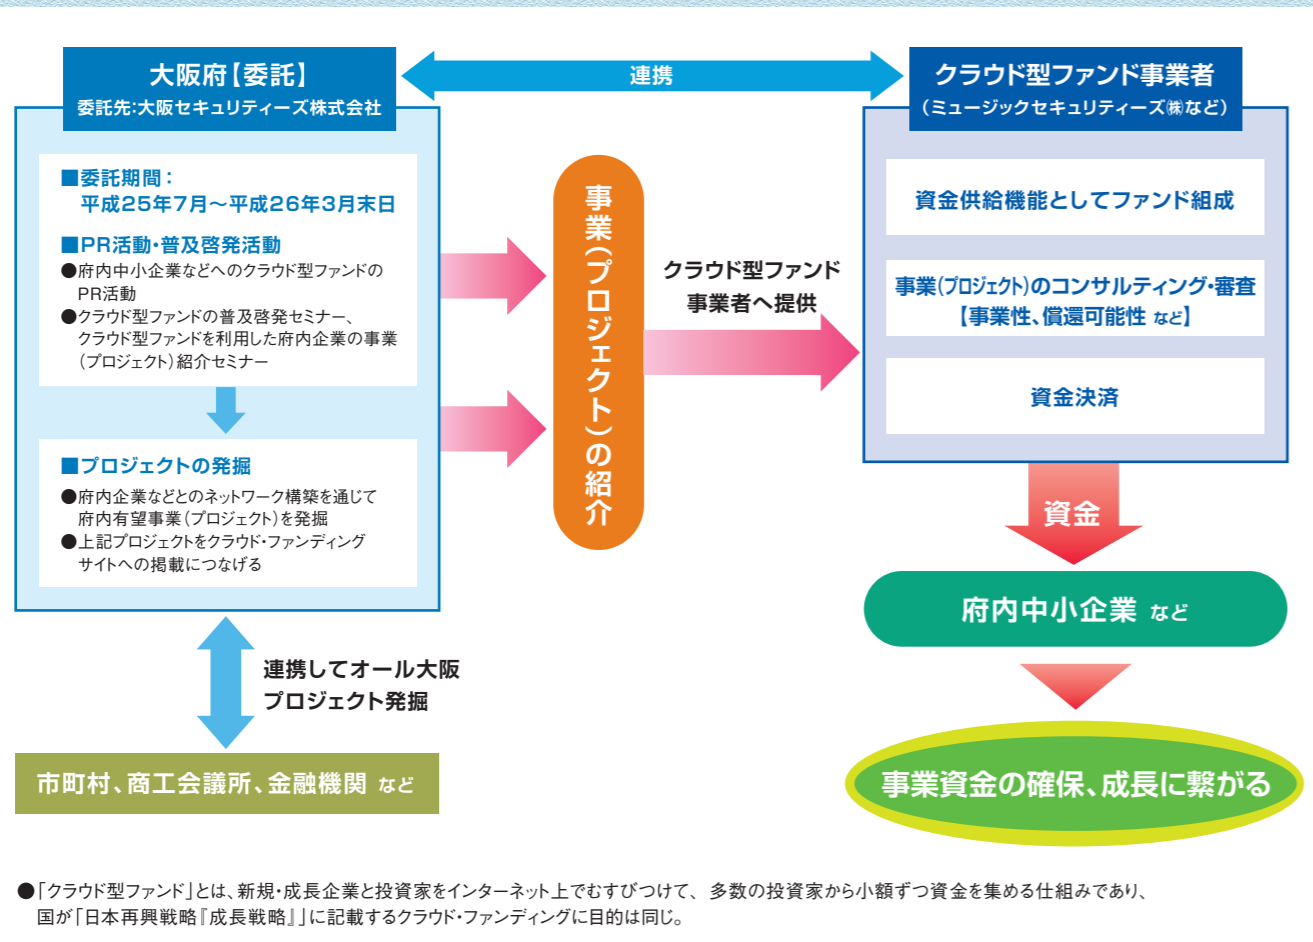 大阪府【委託】
委託先:大阪セキュリティーズ株式会社
連携
クラウド型ファンド事業者
(ミュージックセキュリティーズ㈱など)
■委託期間:
平成25年7月~平成26年3月末日
■PR活動・普及啓発活動
●府内中小企業などへのクラウド型ファンドの
PR活動
●クラウド型ファンドの普及啓発セミナー、
クラウド型ファンドを利用した府内企業の事業
(プロジェクト)紹介セミナー
■プロジェクトの発掘
●府内企業などとのネットワーク構築を通じて
府内有望事業(プロジェクト)を発掘
●上記プロジェクトをクラウド・ファンディング
サイトへの掲載につなげる
事業(プロジェクト)の紹介
クラウド型ファンド
事業者へ提供
資金供給機能としてファンド組成
事業(プロジェクト)のコンサルティング・審査
【事業性、償還可能性 など】
資金決済
資金
府内中小企業 など
事業資金の確保、成長に繋がる
連携してオール大阪
プロジェクト発掘
市町村、商工会議所、金融機関 など
●「クラウド型ファンド」とは、新規・成長企業と投資家をインターネット上でむすびつけて、多数の投資家から小額ずつ資金を集める仕組みであり、
国が「日本再興戦略『成長戦略』」に記載するクラウド・ファンディングに目的は同じ。